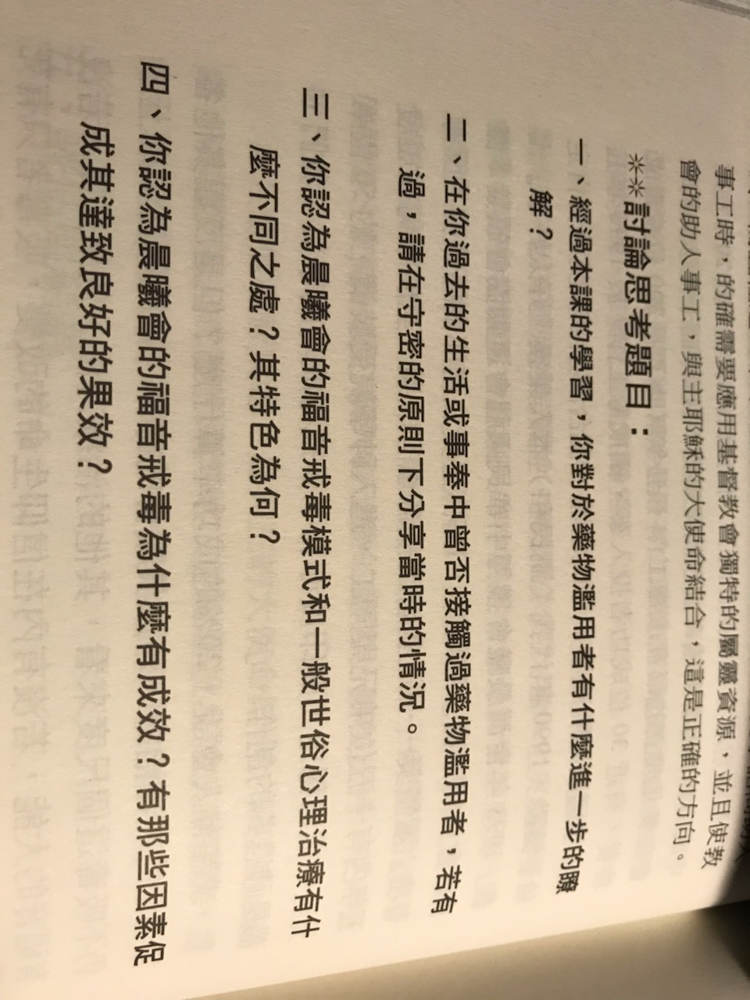 事工時，的確需要應用基督教會獨特的屬靈資源，並且使教
會的助人事工，與主耶穌的大使命結合，這是正確的方向。
＊＊討論思考題目：
一、經過本課的學習，你對於藥物濫用者有什麼進一步的瞭
解？
二、在你過去的生活或事奉中曾否接觸過藥物濫用者，若有
過，請在守密的原則下分享當時的情況。
三、你認為晨曦會的福音戒毒模式和一般世俗心理治療有什
麼不同之處？其特色為何？
四、你認為晨曦會的福音戒毒為什麼有成效？有那些因素促
成其達致良好的果效？